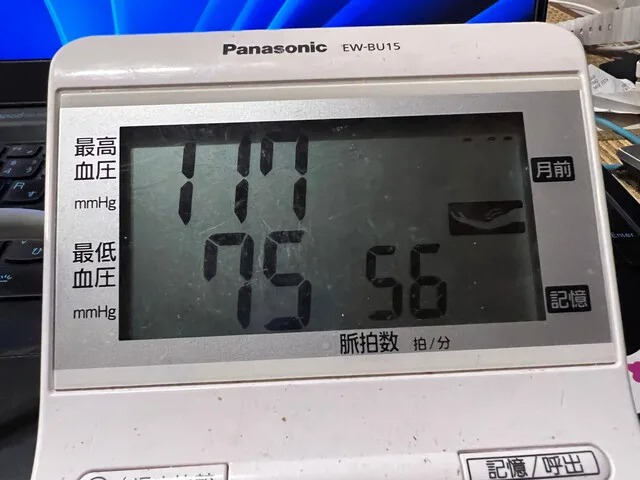 Panasonic EW-BU15
最高
血圧
mmHg
117
月前
最低
血圧
mmHg
75
56
記憶
脈拍数 拍/分
記憶/呼出